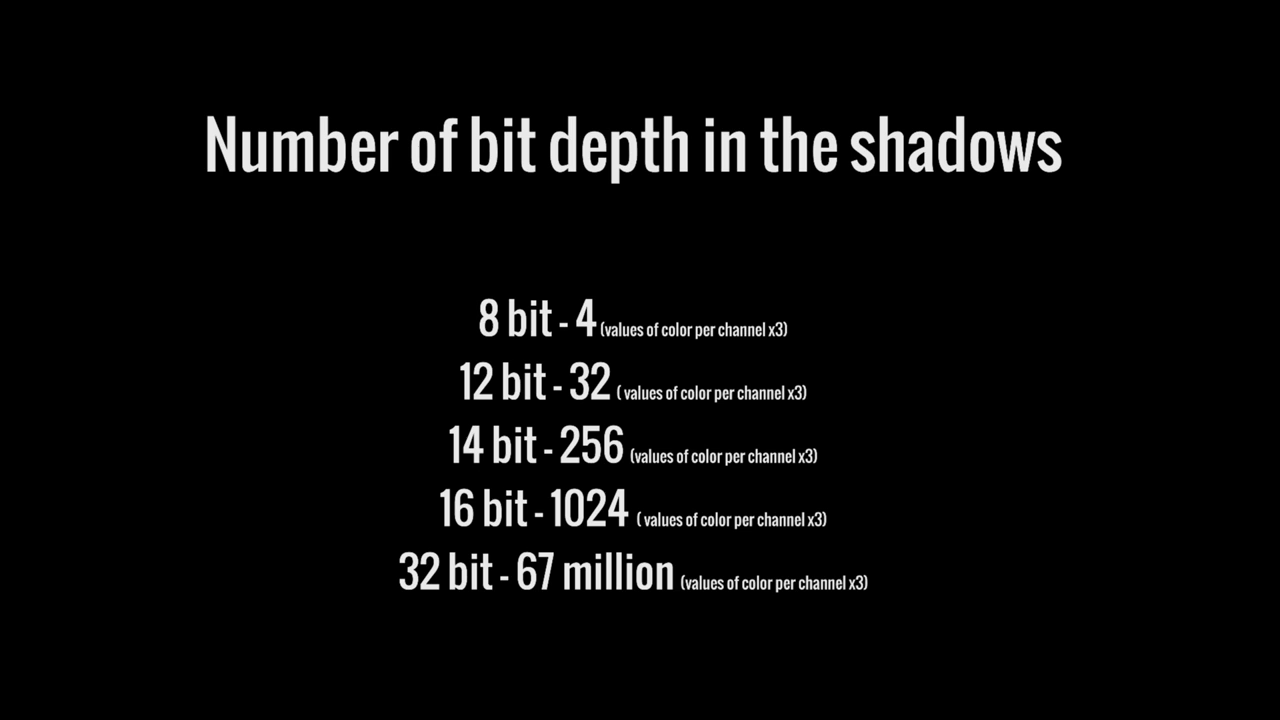 Number of bit depth in the shadows
8 bit - 4 (values of color per channel x3)
12 bit - 32 ( values of color per channel x3)
14 bit - 256 (values of color per channel x3)
16 bit - 1024 ( values of color per channel x3)
32 bit - 67 million (values of color per channel x3)